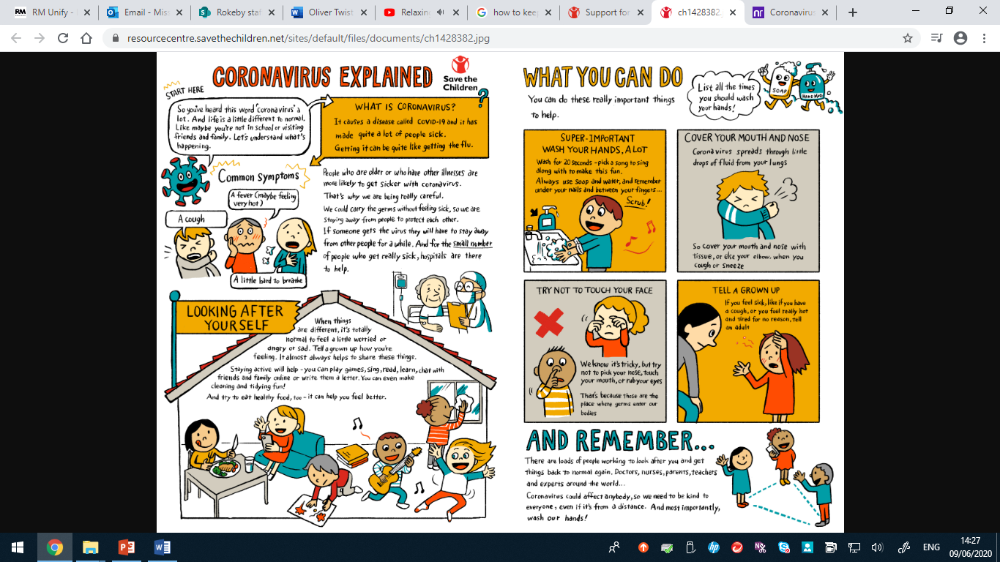 RM Unify -
Email - Miss
Rokeby staf
Oliver Twist
Relaxing
how to keep
Support for
ch1428382.
Coronavirus
resourcecentre.savethechildren.net/sites/default/files/documents/ch1428382.jpg
CORONAVIRUS EXPLAINED
Save the
Children
START HERE
So you've heard this word 'coronavirus' a
lot. And life is a little different to normal.
Like maybe you're not in school or visiting
friends and family. Let's understand what's
happening.
WHAT IS CORONAVIRUS?
It causes a disease called COVID-19 and it has
made quite a lot of people sick.
Getting it can be quite like getting the flu.
?
Common symptoms
A fever (maybe feeling
very hot)
A cough
A little hard to breathe
People who are older or who have other illnesses are
more likely to get sicker with coronavirus.
That's why we are being really careful.
We could carry the germs without feeling sick, so we are
staying away from people to protect each other.
If someone gets the virus they will have to stay away
from other people for a while. And for the small number
of people who get really sick, hospitals are there
to help.
LOOKING AFTER
YOURSELF
When things
are different, it's totally
normal to feel a little worried or
angry or sad. Tell a grown up how you're
feeling. It almost always helps to share these things.
Staying active will help - you can play games, sing, read, learn, chat with
friends and family online or write them a letter. You can even make
cleaning and tidying fun!
And try to eat healthy food, too - it can help you feel better.
WHAT YOU CAN DO
You can do these really important things
to help.
List all the times
you should wash
your hands!
SOAP
HAND WASH
SUPER-IMPORTANT
WASH YOUR HANDS, A LOT
Wash for 20 seconds - pick a song to sing
along with to make this fun.
Always use soap and water, and remember
under your nails and between your fingers...
Scrub!
COVER YOUR MOUTH AND NOSE
Coronavirus spreads through little
drops of fluid from your lungs
So cover your mouth and nose with
tissue, or else your elbow, when you
cough or sneeze
TRY NOT TO TOUCH YOUR FACE
We know it's tricky, but try
not to pick your nose, touch
your mouth, or rub your eyes
That's because these are the
place where germs enter our
bodies
TELL A GROWN UP
If you feel sick, like if you have
a cough, or you feel really hot
and tired for no reason, tell
an adult
AND REMEMBER...
There are loads of people working to look after you and get
things back to normal again. Doctors, nurses, parents, teachers
and experts around the world...
Coronavirus could affect anybody, so we need to be kind to
everyone, even if it's from a distance. And most importantly,
wash our hands!
ENG
14:27
09/06/2020